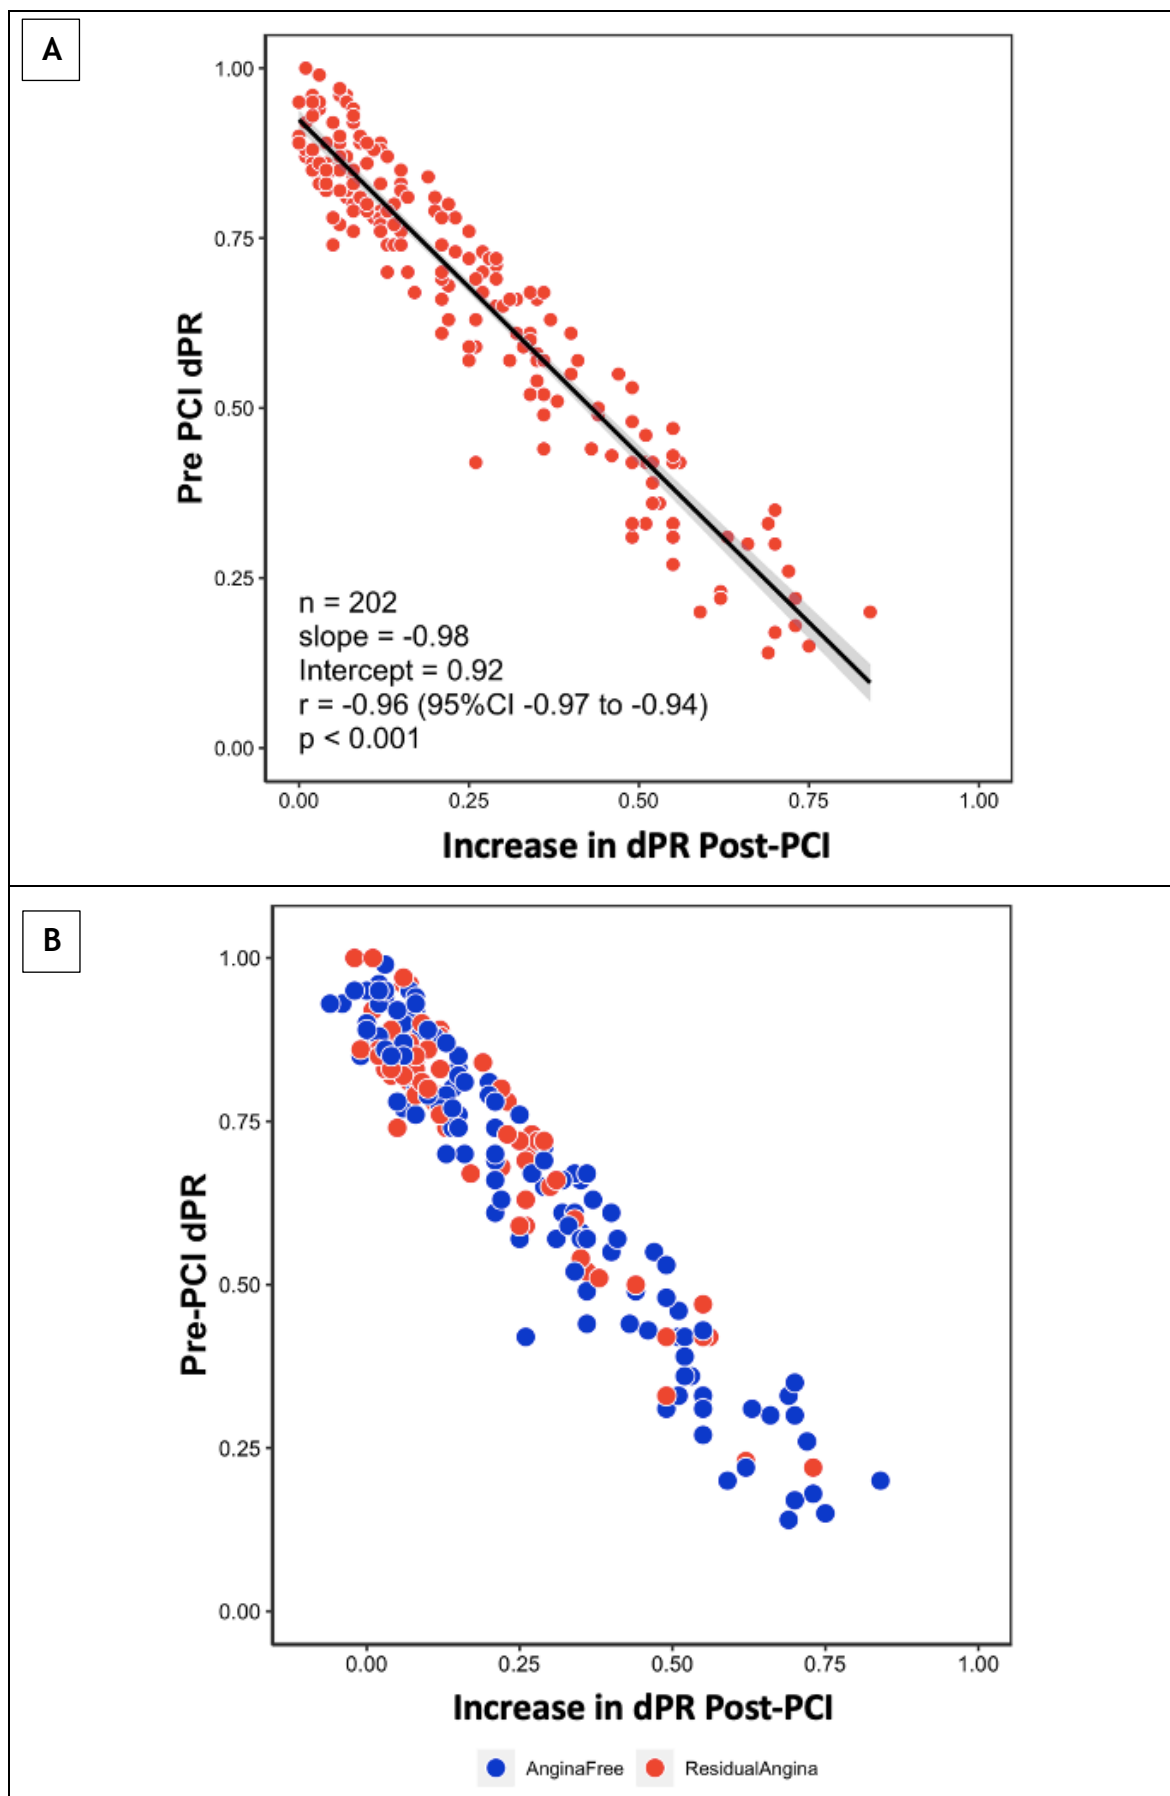 A
1.00
0.75
0.50
0.25
0.00
Pre PCI dPR
n = 202
slope = -0.98
Intercept = 0.92
r = -0.96 (95%CI -0.97 to -0.94)
p < 0.001
0.00 0.25 0.50 0.75 1.00
Increase in dPR Post-PCI
B
1.00
0.75
0.50
0.25
0.00
Pre-PCI dPR
0.00 0.25 0.50 0.75 1.00
Increase in dPR Post-PCI
AnginaFree ResidualAngina